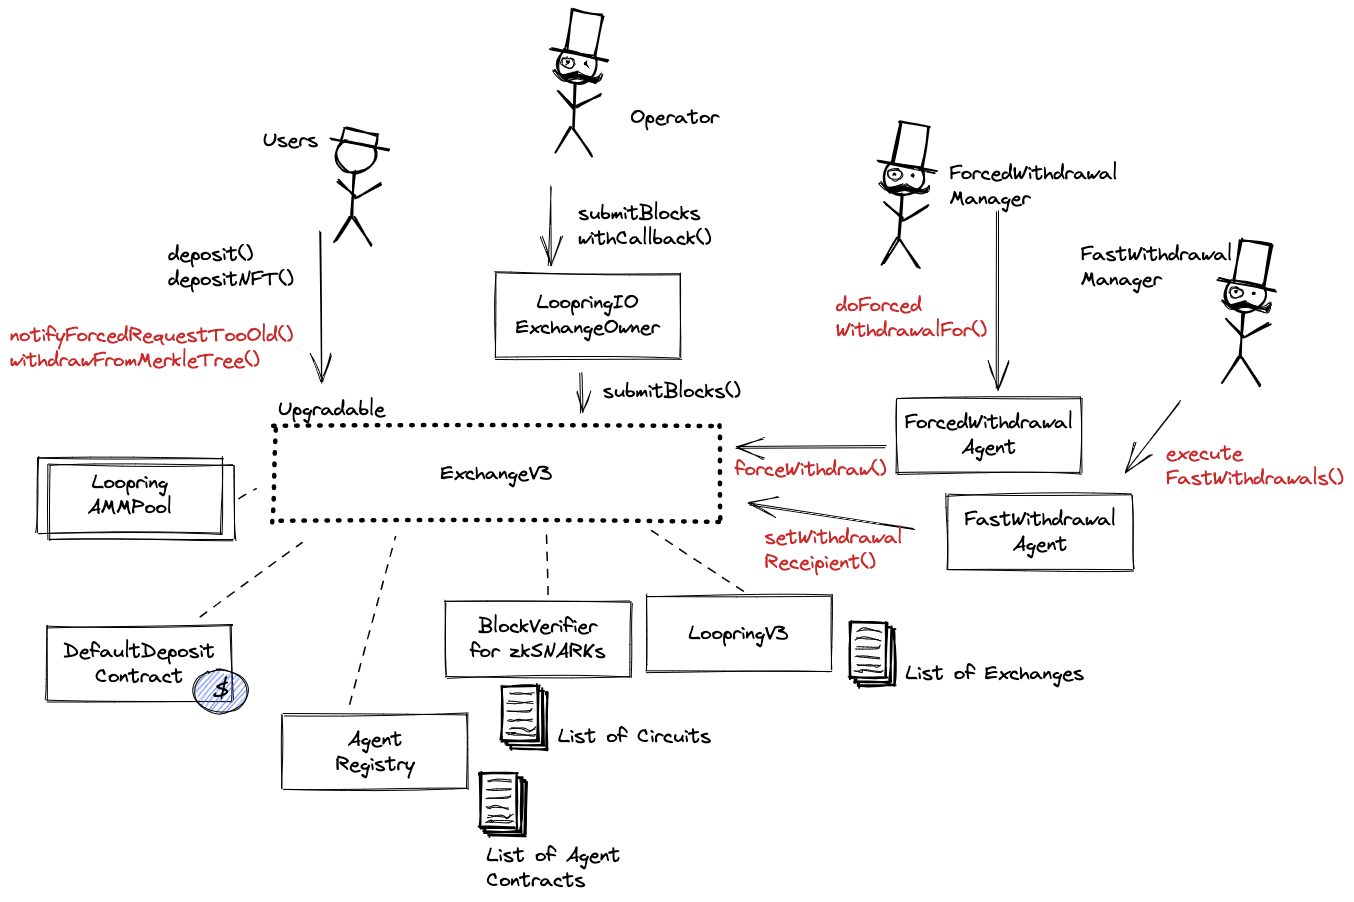 Operator
Users
ForcedWithdrawal
Manager
submitBlocks
withCallback()
deposit()
depositNFT()
FastWithdrawal
Manager
LoopringIO
ExchangeOwner
doForced
WithdrawalFor()
notifyForcedRequestTooOld()
withdrawFromMerkleTree()
submitBlocks()
Upgradable
ForcedWithdrawal
Agent
ExchangeV3
forceWithdraw()
execute
FastWithdrawals()
Loopring
AMMPool
FastWithdrawal
Agent
setWithdrawal
Receipient()
DefaultDeposit
Contract
$
BlockVerifier
for zkSNARKs
LoopringV3
List of Exchanges
Agent
Registry
List of Circuits
List of Agent
Contracts